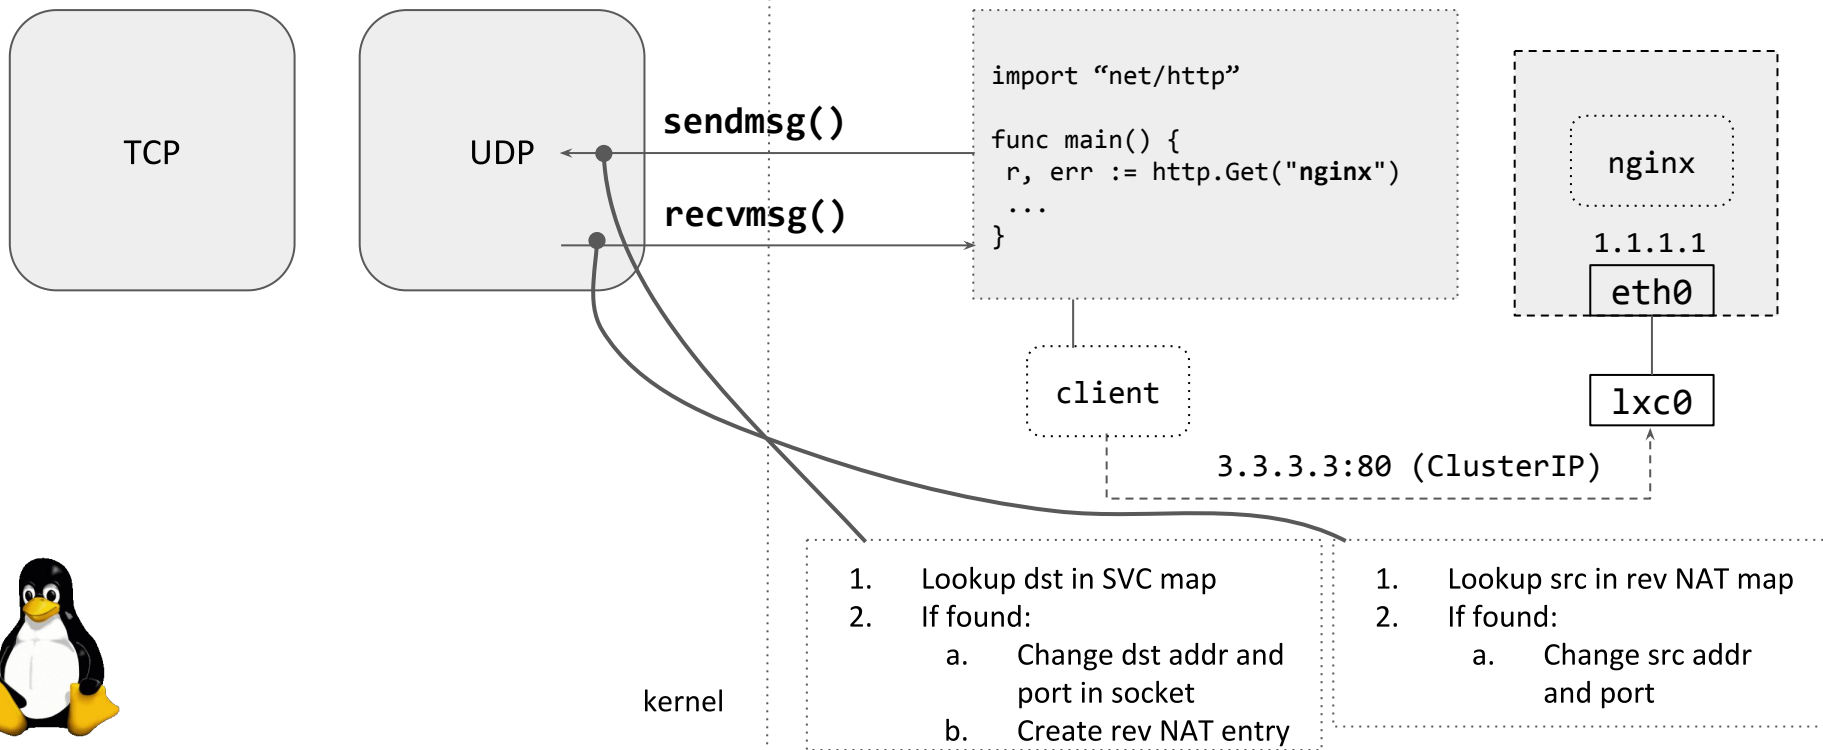 TCP
UDP
sendmsg()
recvmsg()
import “net/http”
func main() {
r, err := http.Get("nginx")
...
}
nginx
1.1.1.1
eth0
lxc0
client
3.3.3.3:80 (ClusterIP)
kernel
1. Lookup dst in SVC map
2. If found:
a. Change dst addr and
port in socket
b. Create rev NAT entry
1. Lookup src in rev NAT map
2. If found:
a. Change src addr
and port